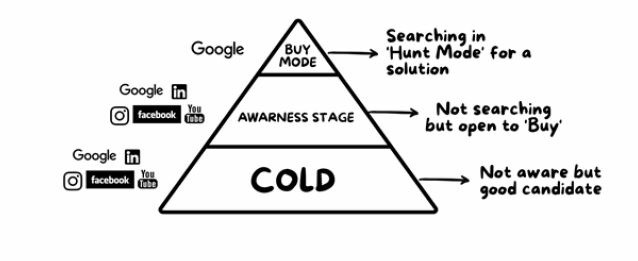 Google
BUY
MODE
Searching in
'Hunt Mode' for a
solution
Google in
facebook You
Tube
AWARNESS STAGE
Not searching
but open to 'Buy'
Google in
facebook You
Tube
COLD
Not aware but
good candidate